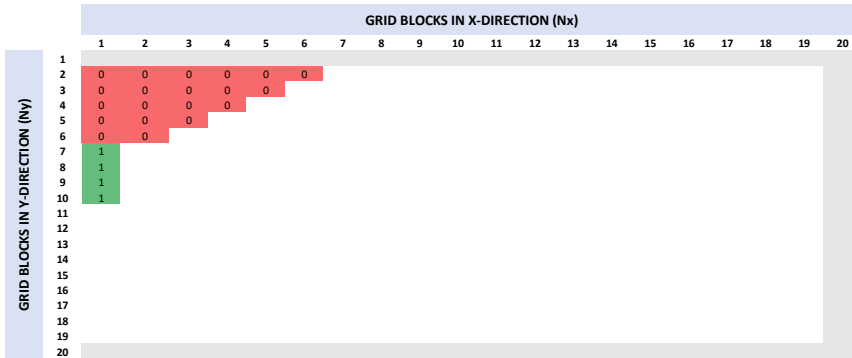 GRID BLOCKS IN X-DIRECTION (Nx)
1 2 3 4 5 6 7 8 9 10 11 12 13 14 15 16 17 18 19 20
GRID BLOCKS IN Y-DIRECTION (Ny)
1
2 0 0 0 0 0 0
3 0 0 0 0 0
4 0 0 0 0
5 0 0 0
6 0 0
7 1
8 1
9 1
10 1
11
12
13
14
15
16
17
18
19
20